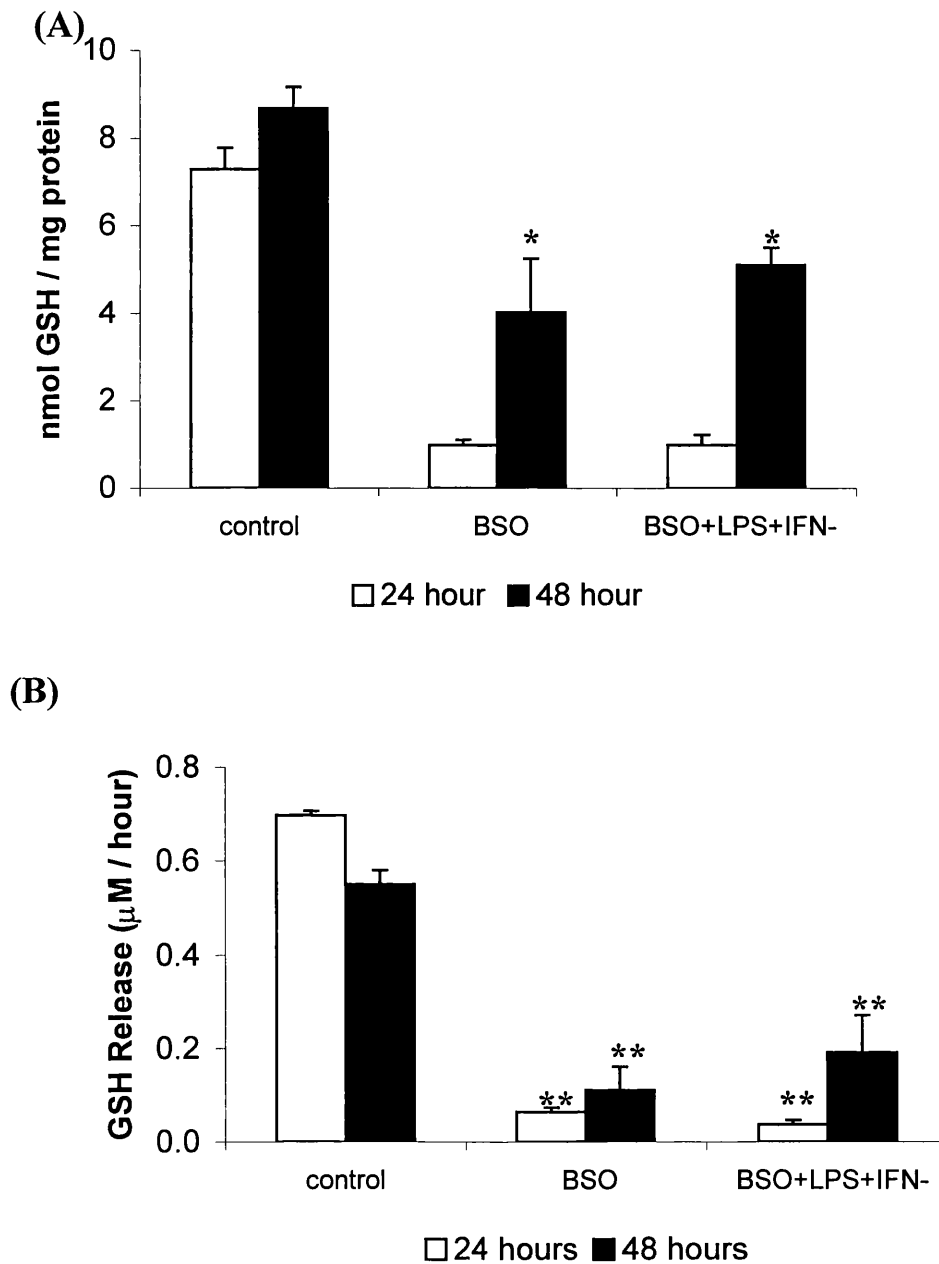 (A)
10
8
6
4
2
0
nmol GSH / mg protein
*
*
control BSO BSO+LPS+IFN-
24 hour 48 hour
(B)
0.8
0.6
0.4
0.2
0.0
GSH Release (μM / hour)
** ** ** **
control BSO BSO+LPS+IFN-
24 hours 48 hours